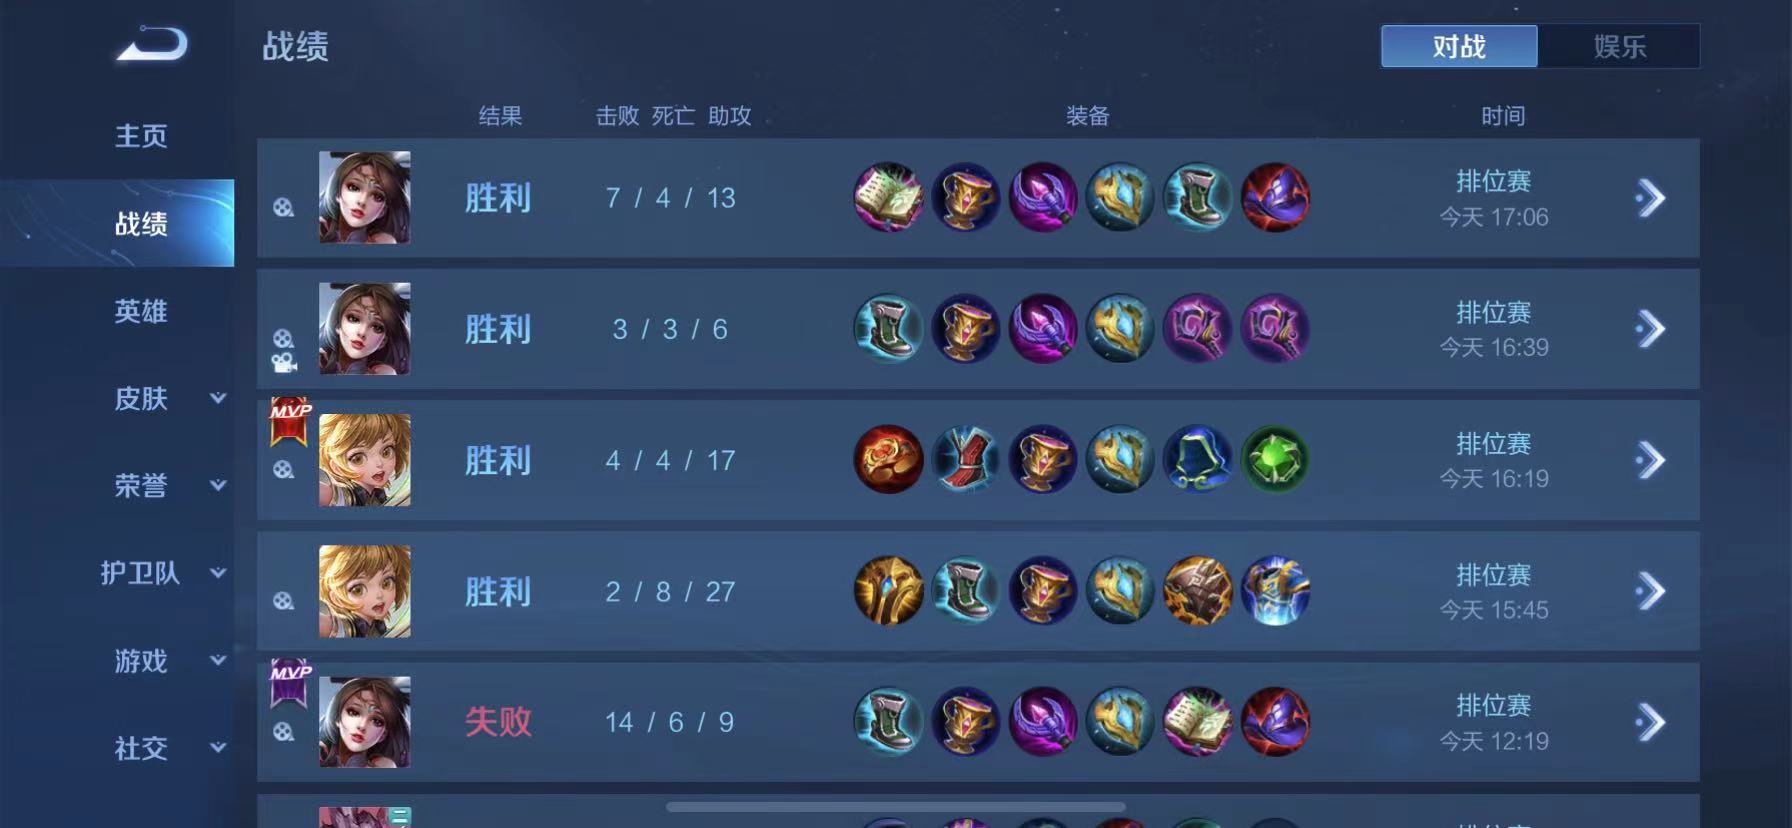 战绩
对战
娱乐
主页
战绩
英雄
皮肤
荣誉
护卫队
游戏
社交
结果
击败 死亡 助攻
装备
时间
胜利
7 / 4 / 13
排位赛
今天 17:06
胜利
3 / 3 / 6
排位赛
今天 16:39
MVP
胜利
4 / 4 / 17
排位赛
今天 16:19
胜利
2 / 8 / 27
排位赛
今天 15:45
MVP
失败
14 / 6 / 9
排位赛
今天 12:19